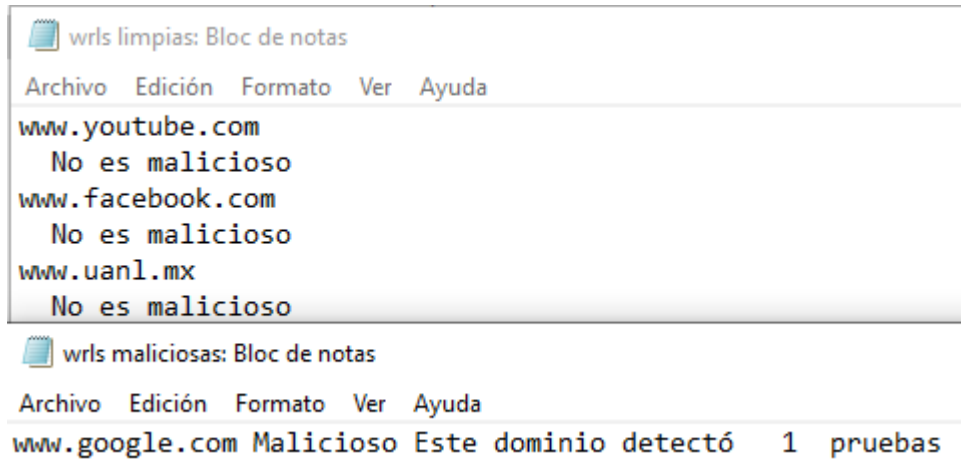 wrls limpias: Bloc de notas
Archivo Edición Formato Ver Ayuda
www.youtube.com
No es malicioso
www.facebook.com
No es malicioso
www.uanl.mx
No es malicioso
wrls maliciosas: Bloc de notas
Archivo Edición Formato Ver Ayuda
www.google.com Malicioso Este dominio detectó 1 pruebas